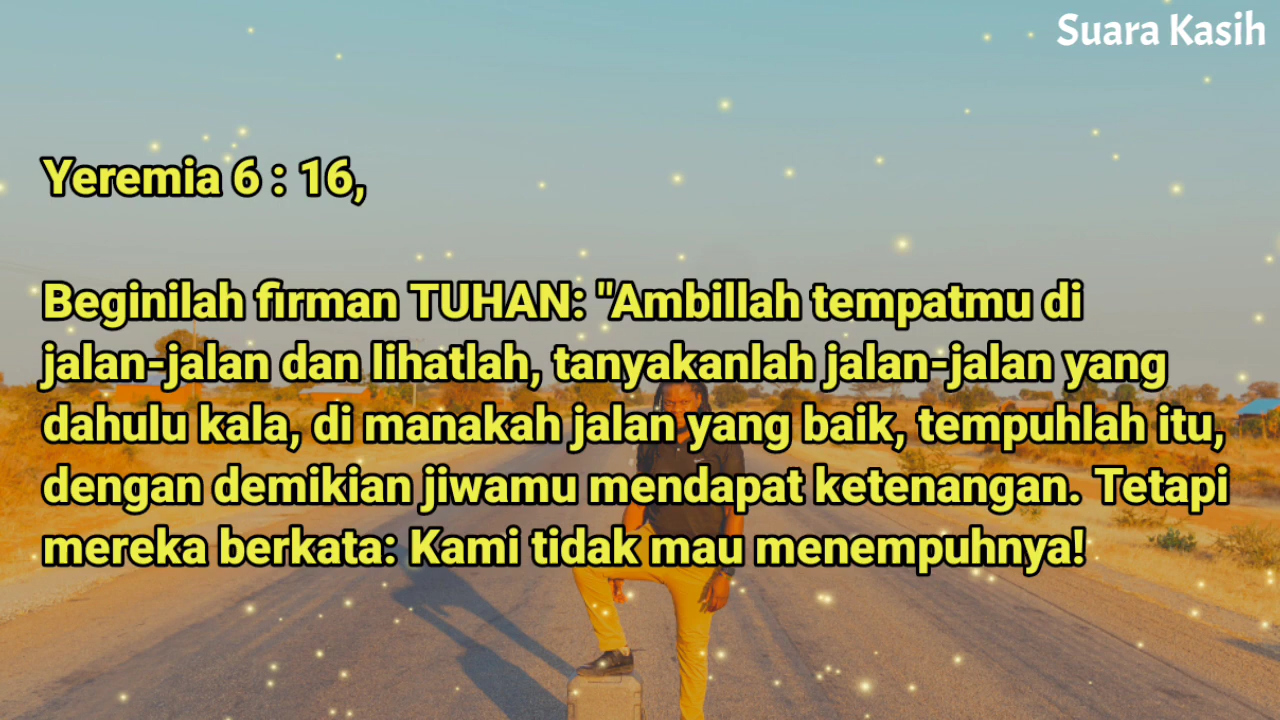 Suara Kasih
Yeremia 6 : 16,
Beginilah firman TUHAN: "Ambillah tempatmu di
jalan-jalan dan lihatlah, tanyakanlah jalan-jalan yang
dahulu kala, di manakah jalan yang baik, tempuhlah itu,
dengan demikian jiwamu mendapat ketenangan. Tetapi
mereka berkata: Kami tidak mau menempuhnya!